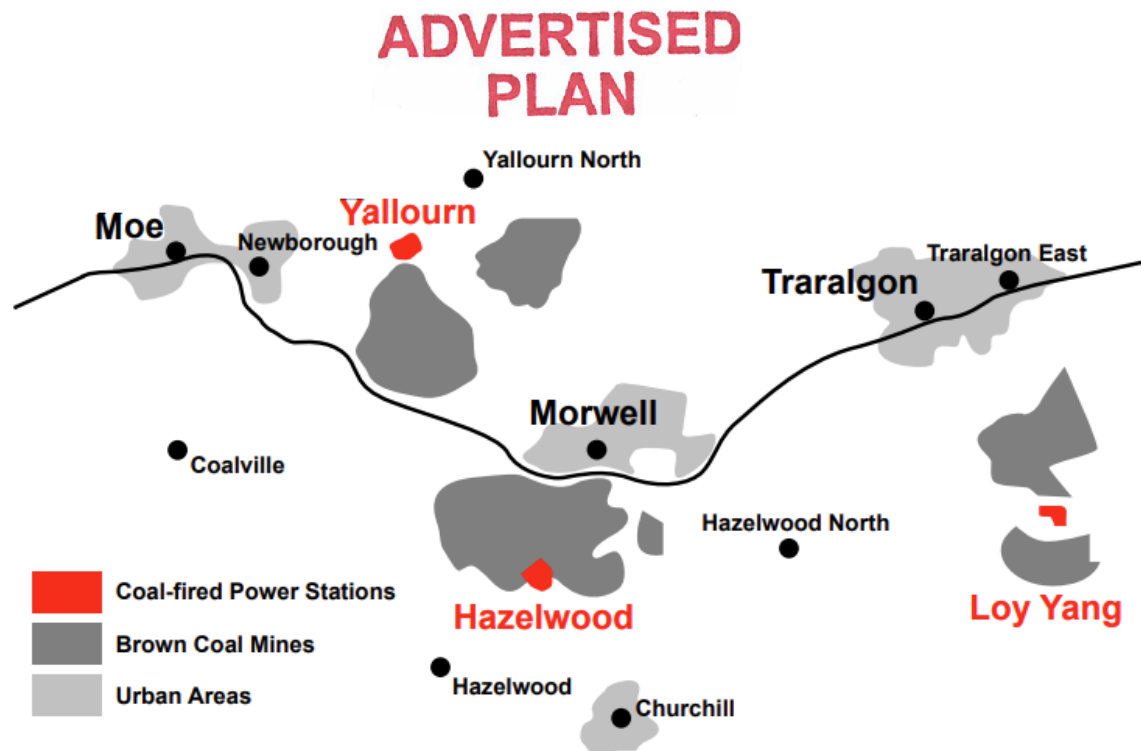 ADVERTISED
PLAN
Yallourn North
Yallourn
Moe
Newborough
Traralgon East
Traralgon
Morwell
Coalville
Hazelwood North
Coal-fired Power Stations
Hazelwood
Loy Yang
Brown Coal Mines
Hazelwood
Urban Areas
Churchill